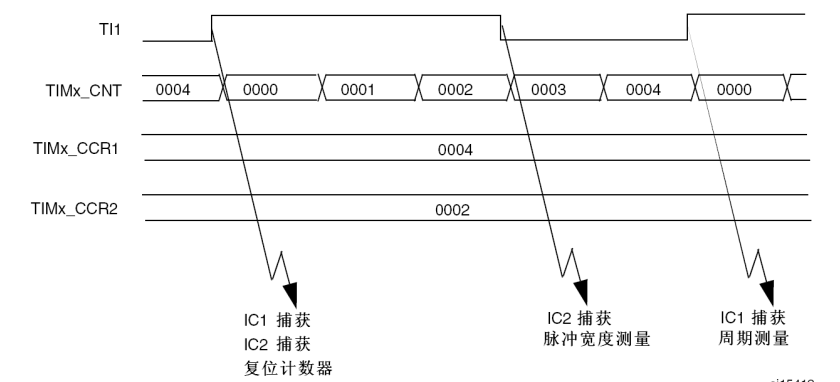 TI1
TIMx_CNT 0004 0000 0001 0002 0003 0004 0000
TIMx_CCR1 0004
TIMx_CCR2 0002
IC1 捕获
IC2 捕获
复位计数器
IC2 捕获
脉冲宽度测量
IC1 捕获
周期测量